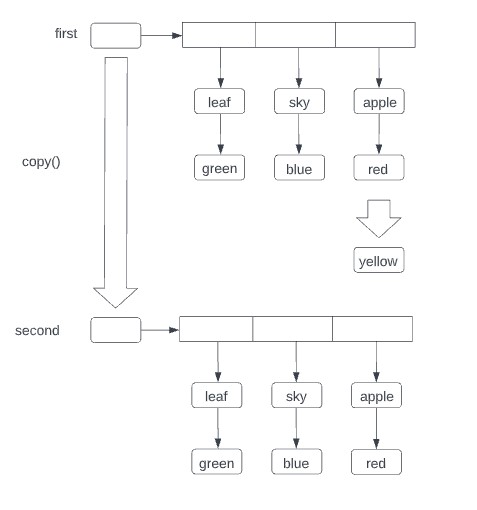 first
leaf sky apple
green blue red
copy()
yellow
second
leaf sky apple
green blue red